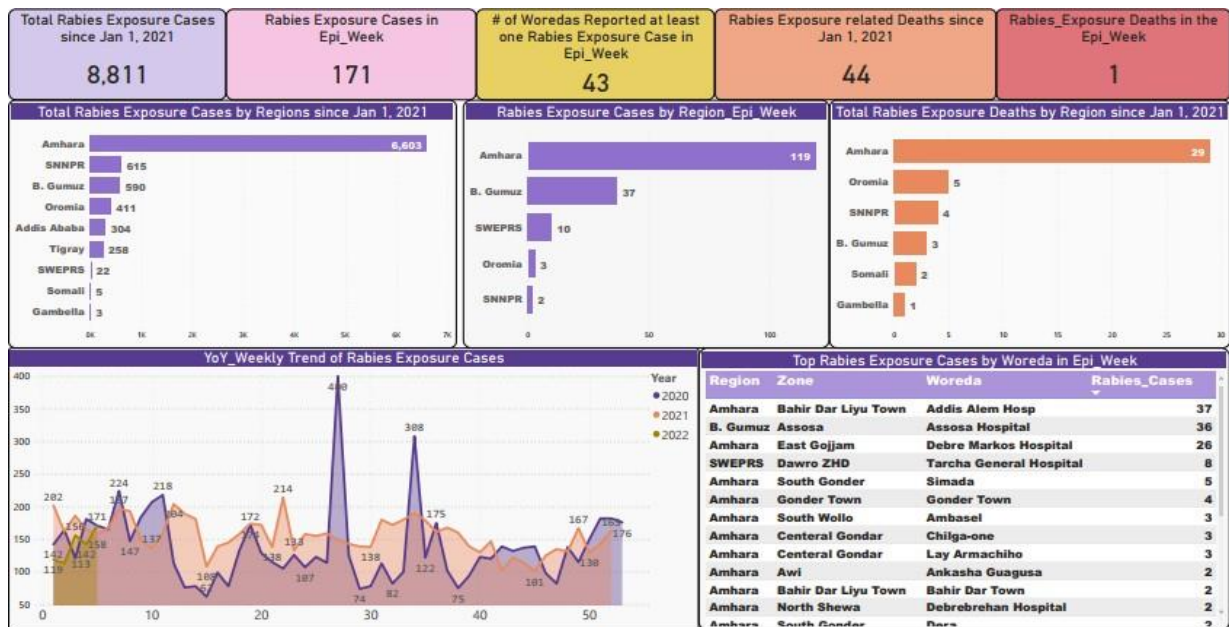 Total Rabies Exposure Cases
since Jan 1, 2021
8,811
Rabies Exposure Cases in
Epi_Week
171
# of Woredas Reported at least
one Rabies Exposure Case in
Epi_Week
43
Rabies Exposure related Deaths since
Jan 1, 2021
44
Rabies_Exposure Deaths in the
Epi_Week
1
Total Rabies Exposure Cases by Regions since Jan 1, 2021
Amhara 6,603
SNNPR 615
B. Gumuz 590
Oromia 411
Addis Ababa 304
Tigray 258
SWEPRS 22
Somali 5
Gambella 3
0K 1K 2K 3K 4K 5K 6K 7K
Rabies Exposure Cases by Region_Epi_Week
Amhara 119
B. Gumuz 37
SWEPRS 10
Oromia 3
SNNPR 2
0 50 100
Total Rabies Exposure Deaths by Region since Jan 1, 2021
Amhara 29
Oromia 5
SNNPR 4
B. Gumuz 3
Somali 2
Gambella 1
0 5 10 15 20 25 30
YoY_Weekly Trend of Rabies Exposure Cases
Year
2020
2021
2022
400
350
300
250
200
150
100
50
0 10 20 30 40 50
202
142
119
156
113
142
171
158
224
147
137
218
204
172
138
214
133
107
400
74
138
82
308
122
175
75
101
167
130
176
Top Rabies Exposure Cases by Woreda in Epi_Week
Region Zone Woreda Rabies_Cases
Amhara Bahir Dar Liyu Town Addis Alem Hosp 37
B. Gumuz Assosa Assosa Hospital 36
Amhara East Gojjam Debre Markos Hospital 26
SWEPRS Dawro ZHD Tarcha General Hospital 8
Amhara South Gonder Simada 5
Amhara Gonder Town Gonder Town 4
Amhara South Wollo Ambasel 3
Amhara Centeral Gondar Chilga-one 3
Amhara Centeral Gondar Lay Armachiho 3
Amhara Awi Ankasha Guagusa 2
Amhara Bahir Dar Liyu Town Bahir Dar Town 2
Amhara North Shewa Debrebrehan Hospital 2
Amhara South Gonder Dera 2